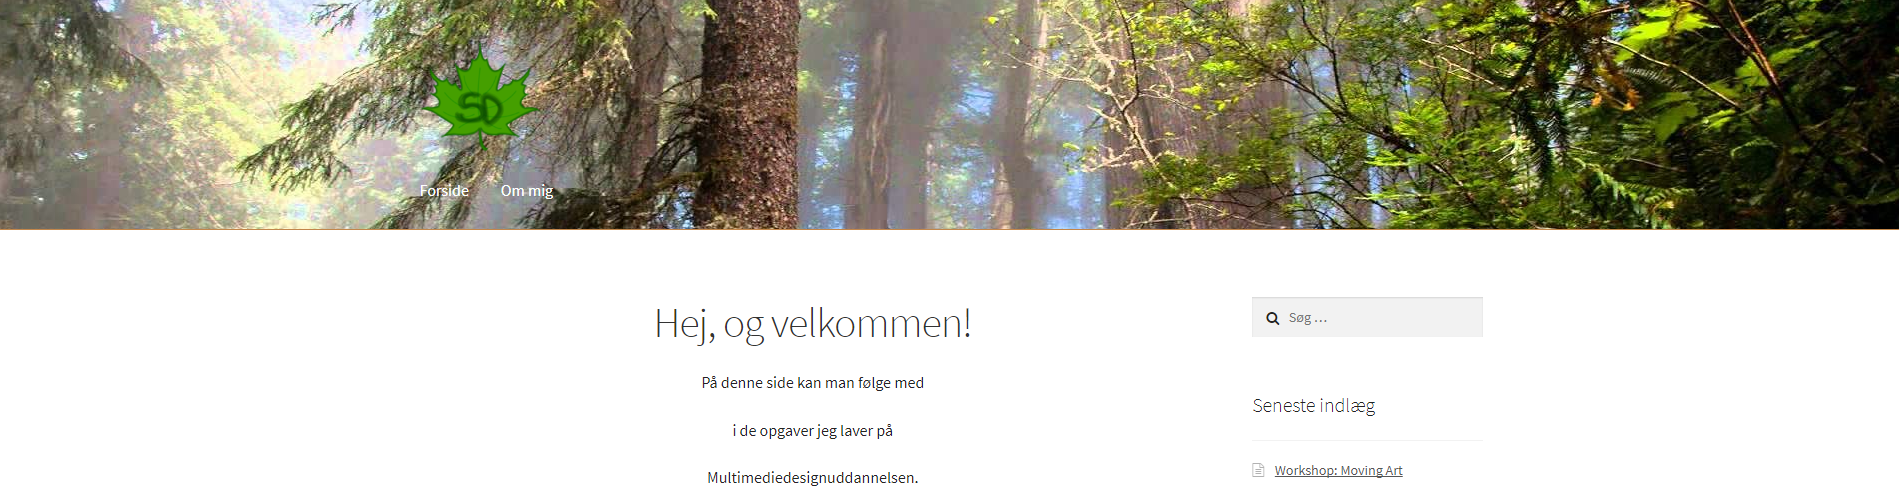 SD
Forside Om mig
Hej, og velkommen!
På denne side kan man følge med
i de opgaver jeg laver på
Multimediedesignuddannelsen.
Søg …
Seneste indlæg
Workshop: Moving Art